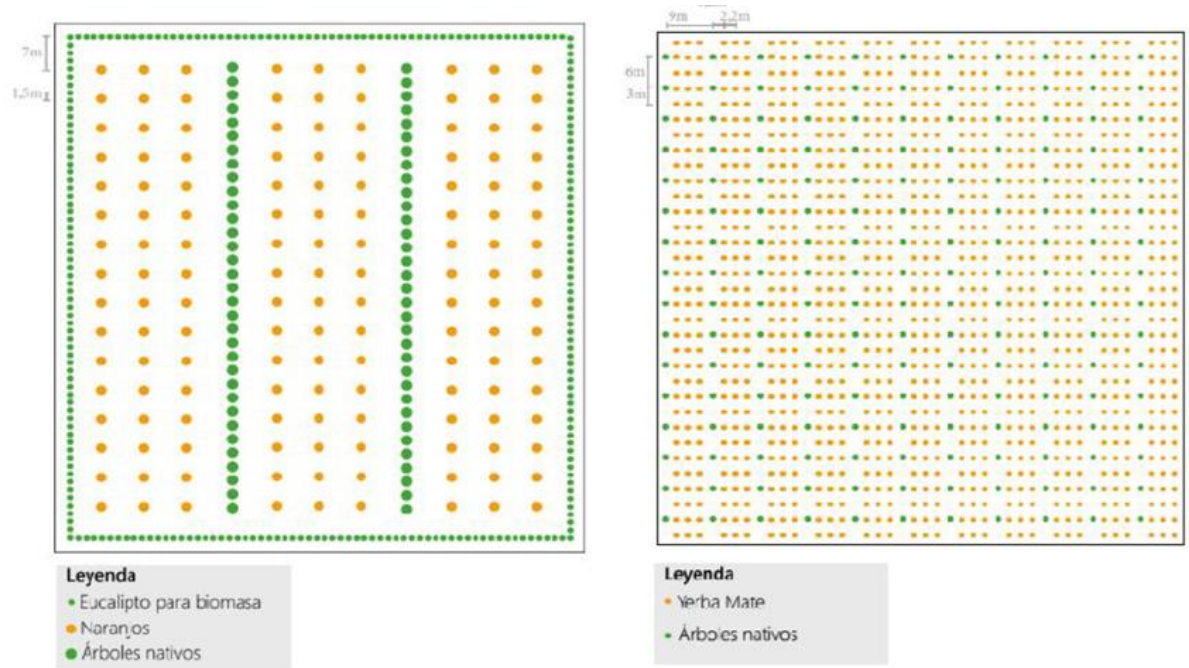 7m
1,5m
Leyenda
Eucalipto para biomasa
Naranjos
Árboles nativos
9m
2,2m
6m
3m
Leyenda
Yerba Mate
Árboles nativos